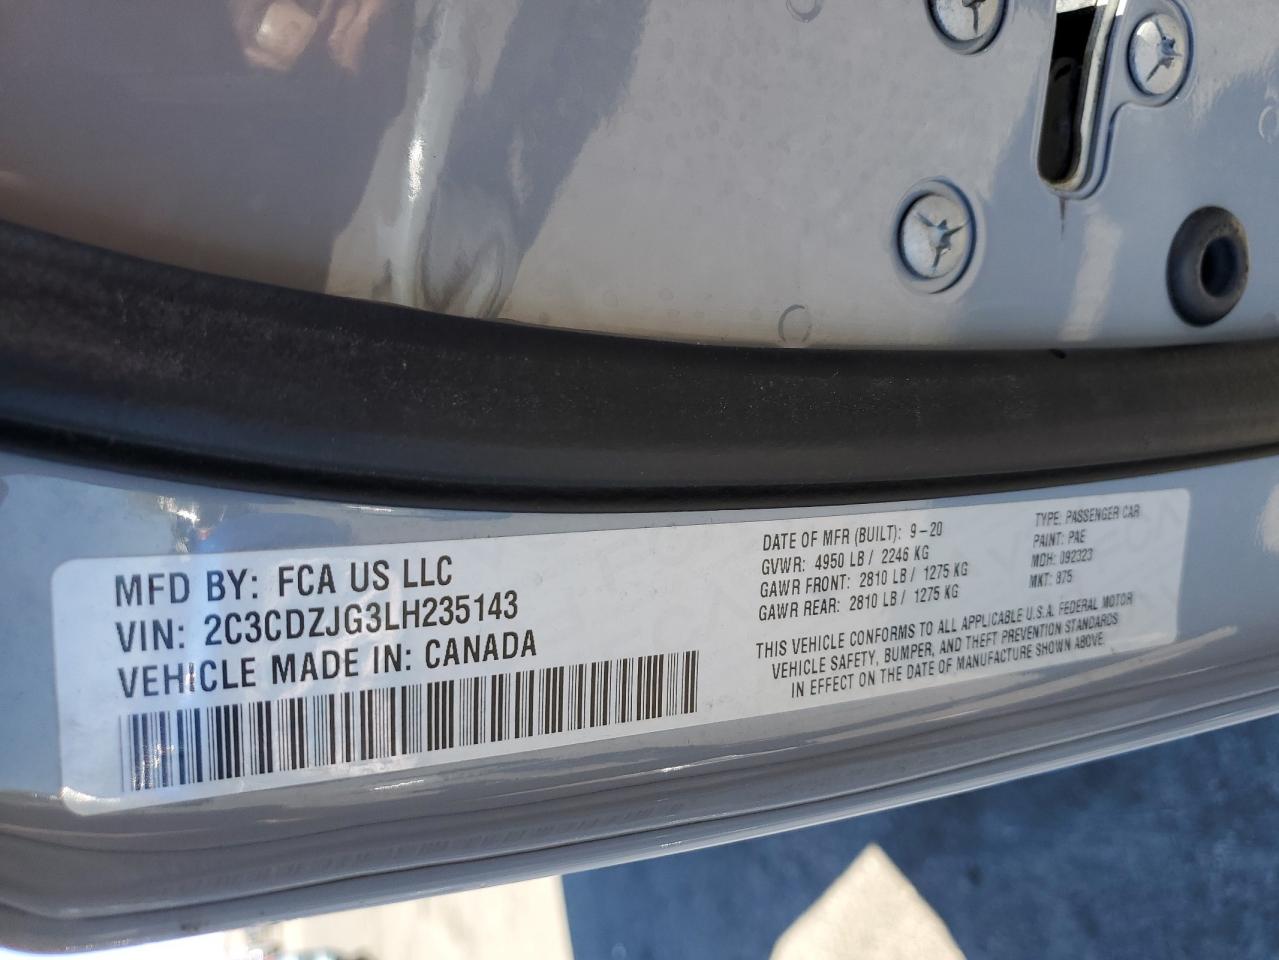 MFD BY: FCA US LLC
VIN: 2C3CDZJG3LH235143
VEHICLE MADE IN: CANADA
DATE OF MFR (BUILT): 9-20
GVWR: 4950 LB / 2246 KG
GAWR FRONT: 2810 LB / 1275 KG
GAWR REAR: 2810 LB / 1275 KG
TYPE: PASSENGER CAR
PAINT: PAE
MDH: 092323
MKT: 875
THIS VEHICLE CONFORMS TO ALL APPLICABLE U.S.A. FEDERAL MOTOR
VEHICLE SAFETY, BUMPER, AND THEFT PREVENTION STANDARDS
IN EFFECT ON THE DATE OF MANUFACTURE SHOWN ABOVE.